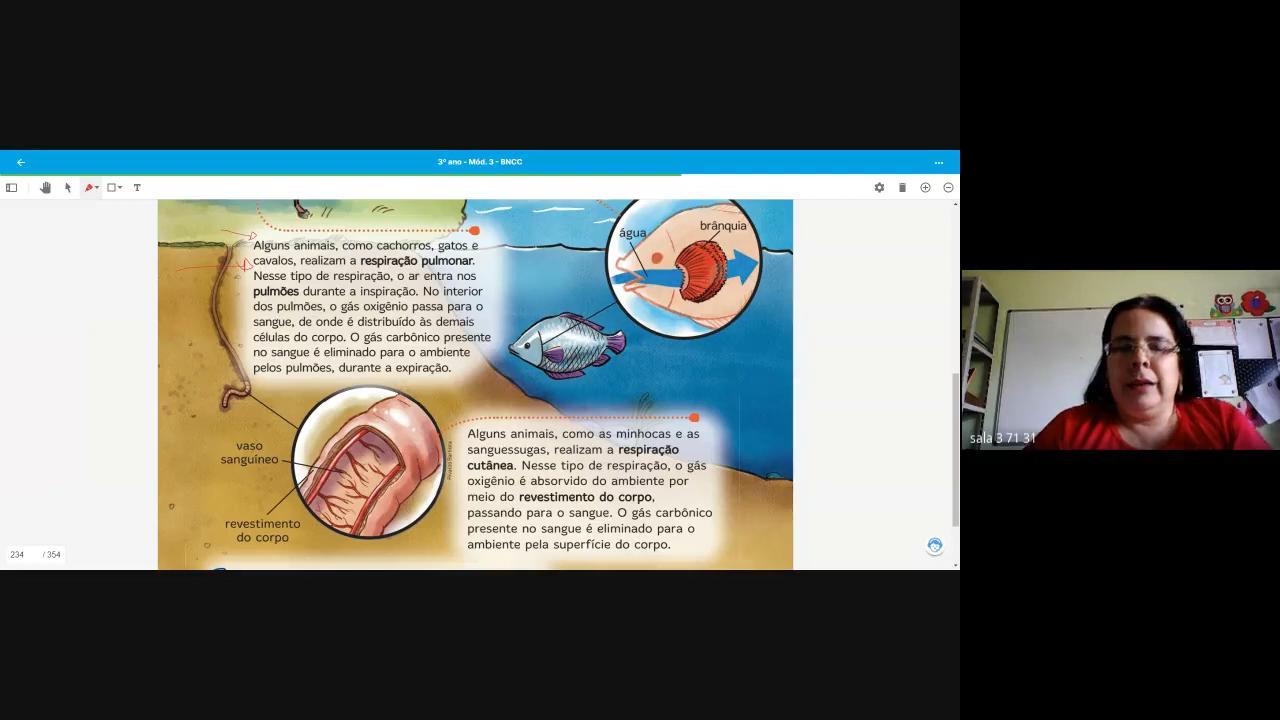 3º ano - Mód. 3 - BNCC
água
brânquia
Alguns animais, como cachorros, gatos e
cavalos, realizam a respiração pulmonar.
Nesse tipo de respiração, o ar entra nos
pulmões durante a inspiração. No interior
dos pulmões, o gás oxigênio passa para o
sangue, de onde é distribuído às demais
células do corpo. O gás carbônico presente
no sangue é eliminado para o ambiente
pelos pulmões, durante a expiração.
vaso
sanguíneo
revestimento
do corpo
Alguns animais, como as minhocas e as
sanguessugas, realizam a respiração
cutânea. Nesse tipo de respiração, o gás
oxigênio é absorvido do ambiente por
meio do revestimento do corpo,
passando para o sangue. O gás carbônico
presente no sangue é eliminado para o
ambiente pela superfície do corpo.
234 / 354
sala 3 71 31